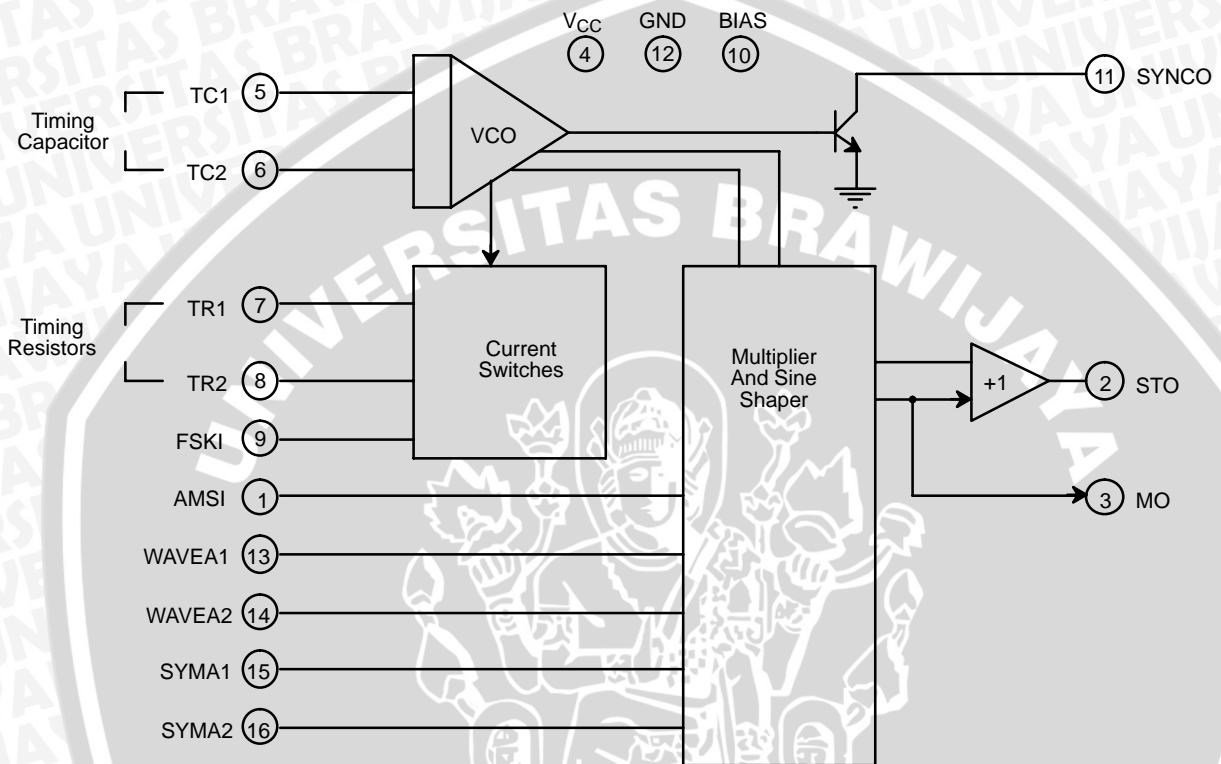 VCC GND BIAS
4 12 10
11 SYNCO
TC1 5
Timing
Capacitor
VCO
TC2 6
UNIVERSITAS BRAWIJAYA
TR1 7
Timing
Resistors
Current
Switches
Multiplier
And Sine
Shaper
+1
2 STO
TR2 8
FSKI 9
AMSI 1
3 MO
WAVEA1 13
WAVEA2 14
SYMA1 15
SYMA2 16